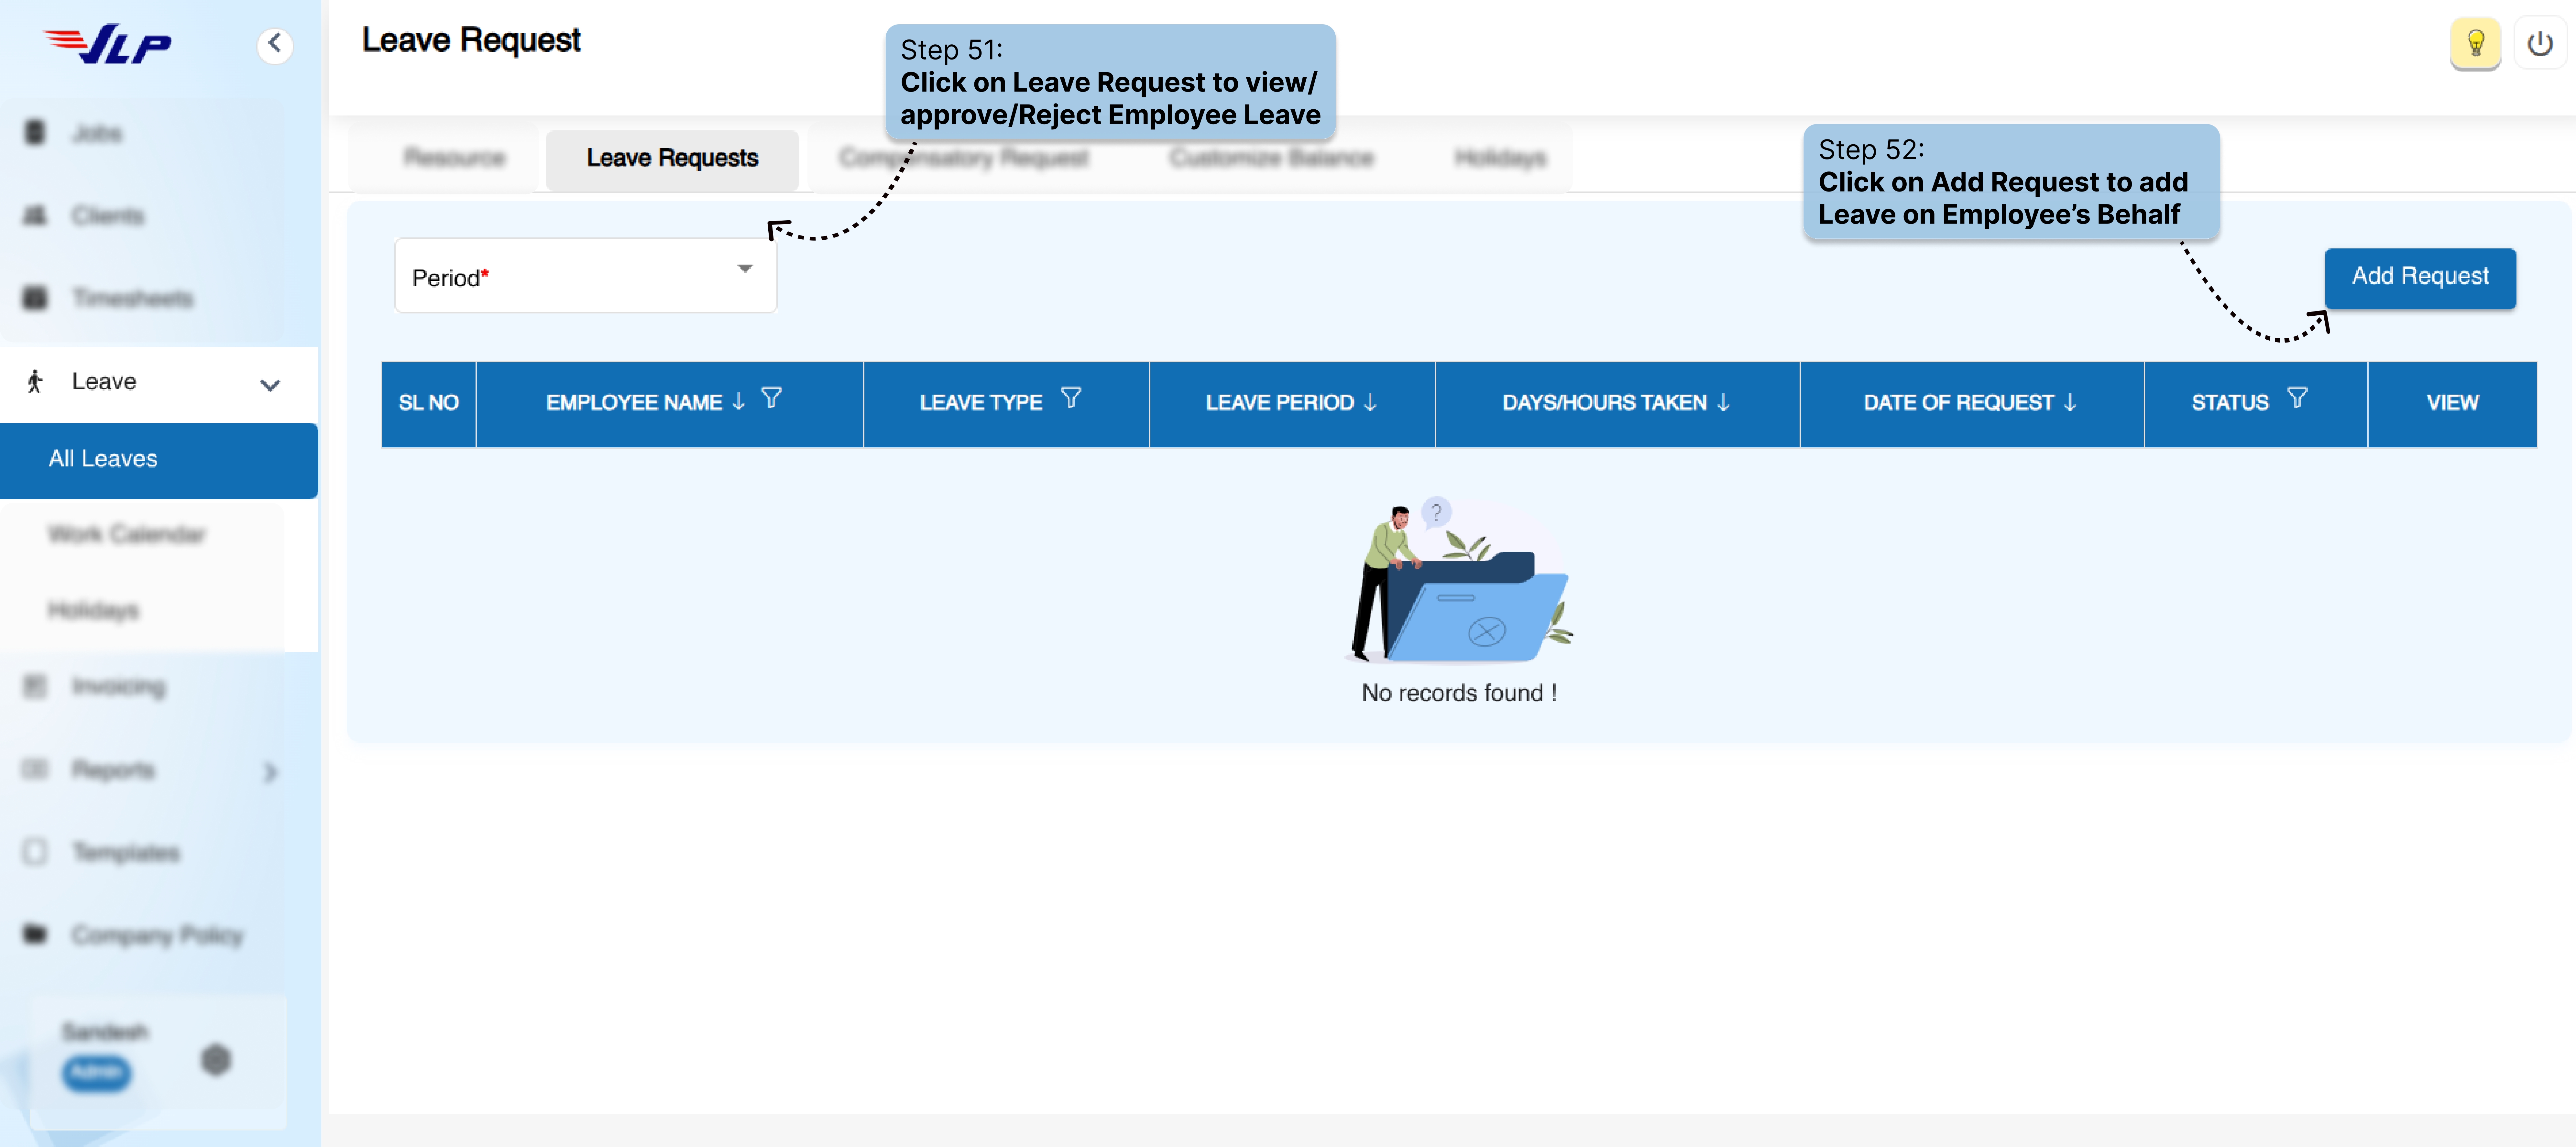 JLP
Leave Request
Step 51:
Click on Leave Request to view/
approve/Reject Employee Leave
Jobs
Clients
Timesheets
Leave
All Leaves
Work Calendar
Holidays
Invoicing
Reports
Templates
Company Policy
Sandesh
Admin
Resource
Leave Requests
Compensatory Request
Customize Balance
Holidays
Step 52:
Click on Add Request to add
Leave on Employee’s Behalf
Period*
Add Request
SL NO
EMPLOYEE NAME ↓
LEAVE TYPE
LEAVE PERIOD ↓
DAYS/HOURS TAKEN ↓
DATE OF REQUEST ↓
STATUS
VIEW
?
No records found !